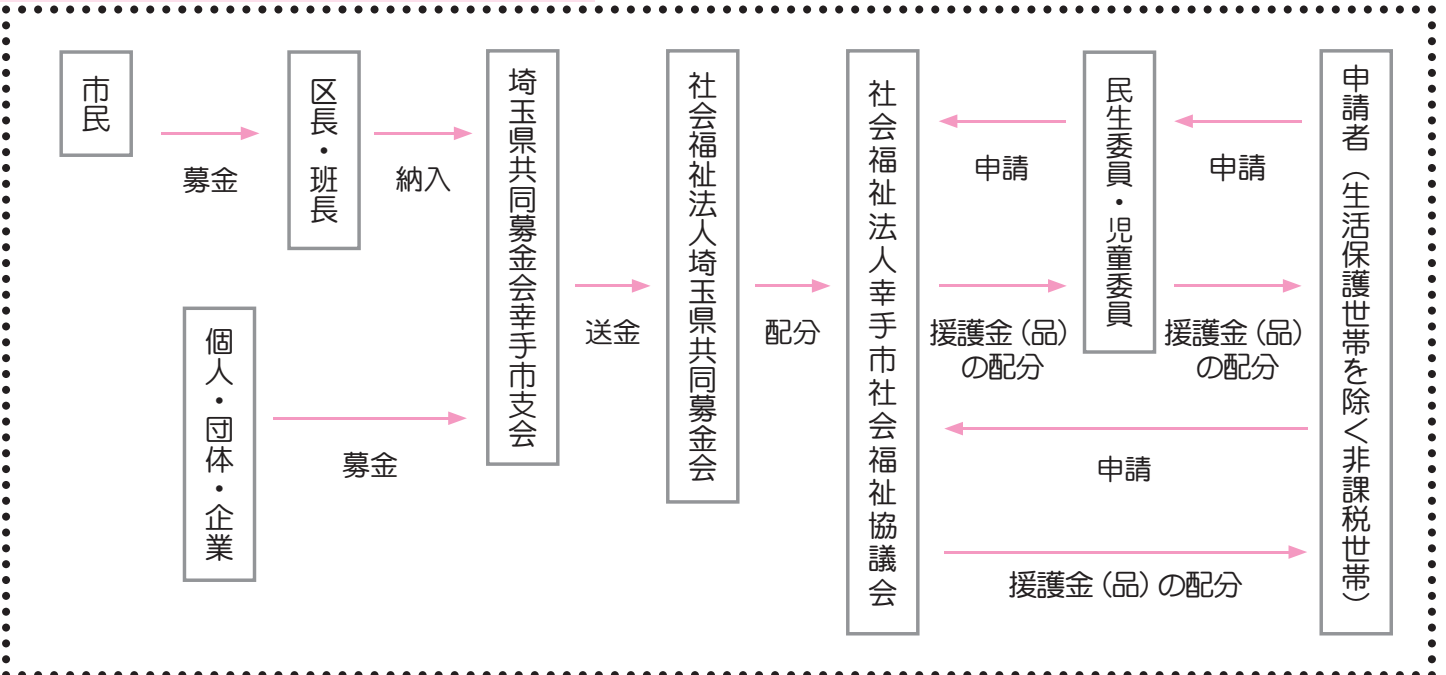 市民
募金
区長・班長
納入
個人・団体・企業
募金
埼玉県共同募金会幸手市支会
送金
社会福祉法人埼玉県共同募金会
配分
社会福祉法人幸手市社会福祉協議会
申請
援護金（品）
の配分
民生委員・児童委員
申請
援護金（品）
の配分
申請
援護金（品）の配分
申請者（生活保護世帯を除く非課税世帯）